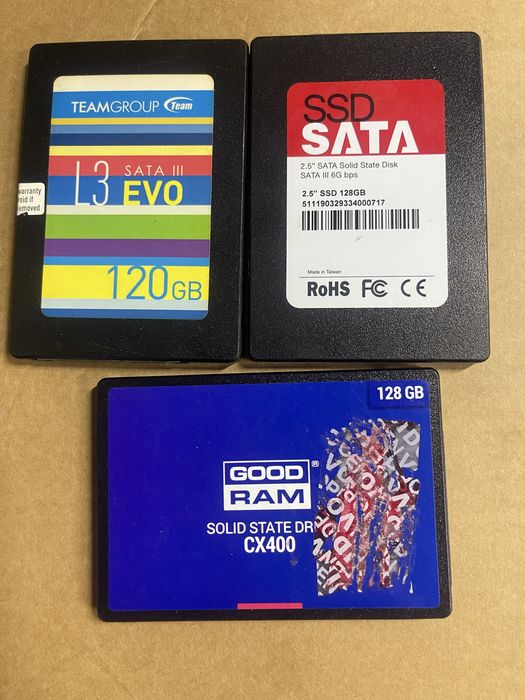 TEAMGROUP Team
L3 SATA III
EVO
120GB
warranty
void if
removed
SSD
SATA
2.5" SATA Solid State Disk
SATA III 6G bps
2.5" SSD 128GB
511190329334000717
Made in Taiwan
RoHS FC CE
128 GB
GOOD
RAM
®
SOLID STATE DR
CX400